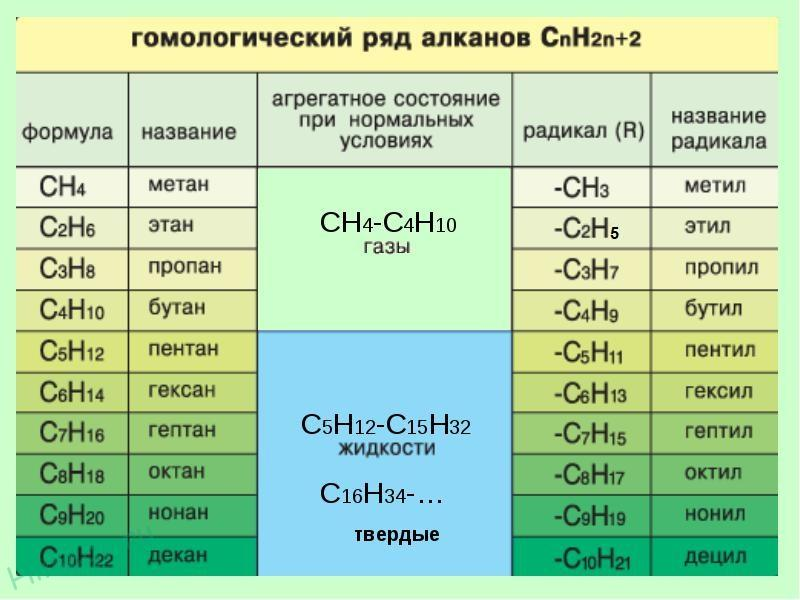 гомологический ряд алканов CnH2n+2
формула
название
агрегатное состояние
при нормальных
условиях
радикал (R)
название
радикала
CH4 метан -CH3 метил
C2H6 этан -C2H5 этил
C3H8 пропан -C3H7 пропил
C4H10 бутан -C4H9 бутил
C5H12 пентан -C5H11 пентил
C6H14 гексан -C6H13 гексил
C7H16 гептан -C7H15 гептил
C8H18 октан -C8H17 октил
C9H20 нонан -C9H19 нонил
C10H22 декан -C10H21 децил
CH4-C4H10
газы
C5H12-C15H32
жидкости
C16H34-…
твердые